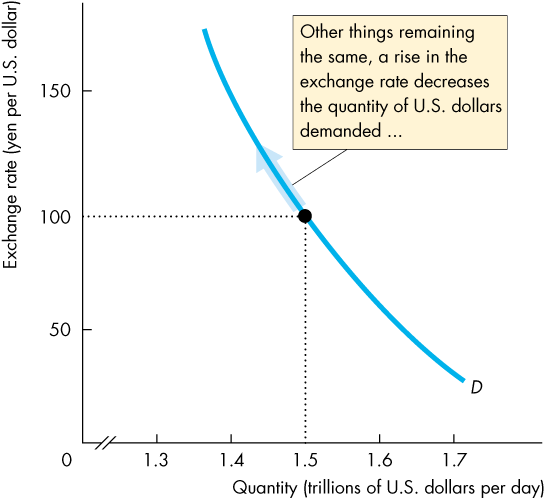 Exchange rate (yen per U.S. dollar)
Other things remaining
the same, a rise in the
exchange rate decreases
the quantity of U.S. dollars
demanded ...
150
100
50
D
0
1.3
1.4
1.5
1.6
1.7
Quantity (trillions of U.S. dollars per day)